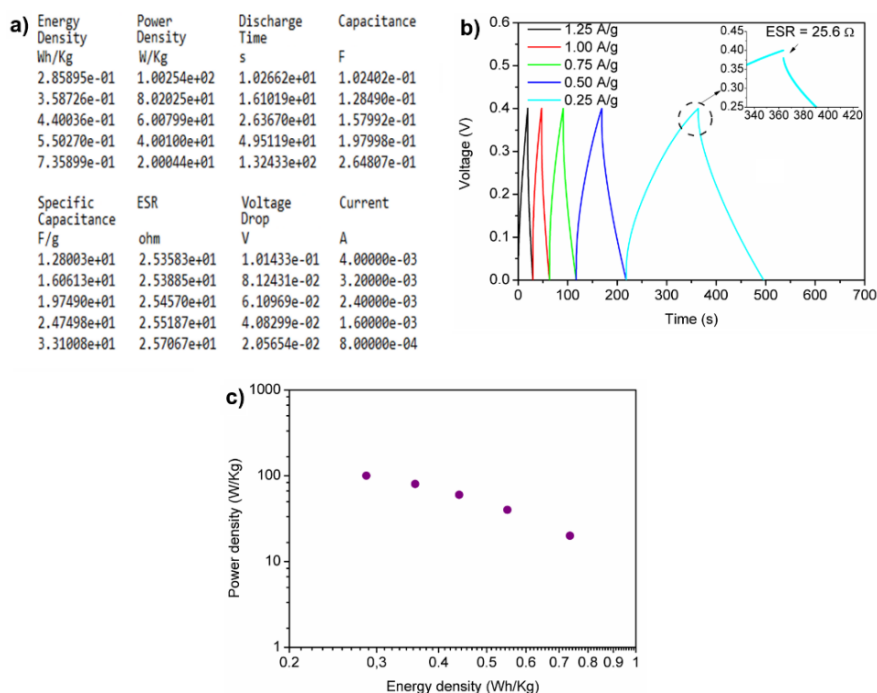 a)
Energy Density Power Density Discharge Time Capacitance
Wh/Kg W/Kg s F
2.85895e-01 1.00254e+02 1.02662e+01 1.02402e-01
3.58726e-01 8.02025e+01 1.61019e+01 1.28490e-01
4.40036e-01 6.00799e+01 2.63670e+01 1.57992e-01
5.50270e-01 4.00100e+01 4.95119e+01 1.97998e-01
7.35899e-01 2.00044e+01 1.32433e+02 2.64807e-01
Specific Capacitance ESR Voltage Drop Current
F/g ohm V A
1.28003e+01 2.53583e+01 1.01433e-01 4.00000e-03
1.60613e+01 2.53885e+01 8.12431e-02 3.20000e-03
1.97490e+01 2.54570e+01 6.10969e-02 2.40000e-03
2.47498e+01 2.55187e+01 4.08299e-02 1.60000e-03
3.31008e+01 2.57067e+01 2.05654e-02 8.00000e-04
b)
1.25 A/g
1.00 A/g
0.75 A/g
0.50 A/g
0.25 A/g
ESR = 25.6 Ω
0.45
0.40
0.35
0.30
0.25
340 360 380 400 420
0.6
0.5
0.4
0.3
0.2
0.1
0.0
Voltage (V)
0 100 200 300 400 500 600 700
Time (s)
c)
1000
100
10
1
Power density (W/Kg)
0.2 0,3 0.4 0.5 0.6 0.7 0.8 0.9 1
Energy density (Wh/Kg)